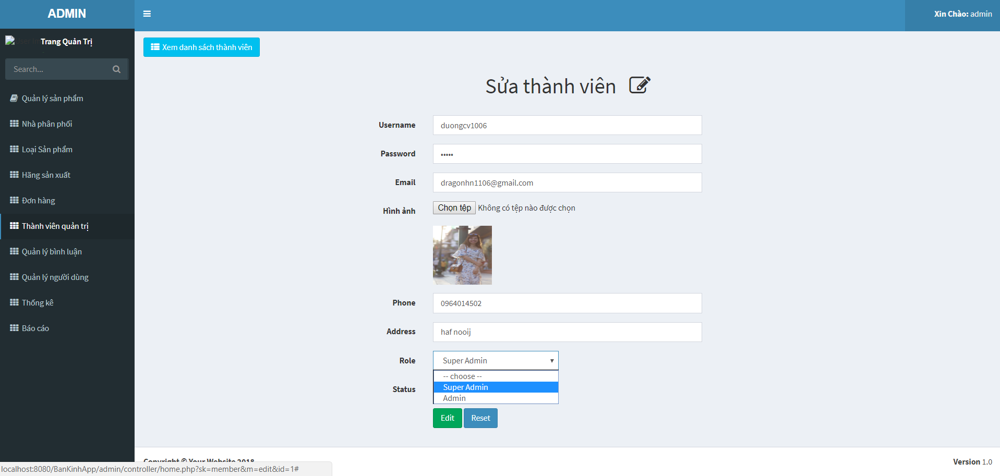 ADMIN
Xin Chào: admin
Trang Quản Trị
Search...
Quản lý sản phẩm
Nhà phân phối
Loại Sản phẩm
Hãng sản xuất
Đơn hàng
Thành viên quản trị
Quản lý bình luận
Quản lý người dùng
Thống kê
Báo cáo
Xem danh sách thành viên
Sửa thành viên
Username
duongcv1006
Password
•••••
Email
dragonhn1106@gmail.com
Hình ảnh
Chọn tệp Không có tệp nào được chọn
Phone
0964014502
Address
haf nooij
Role
Super Admin
-- choose --
Super Admin
Admin
Status
Edit
Reset
Copyright © Your Website 2018
Version 1.0
localhost:8080/BanKinhApp/admin/controller/home.php?sk=member&m=edit&id=1#